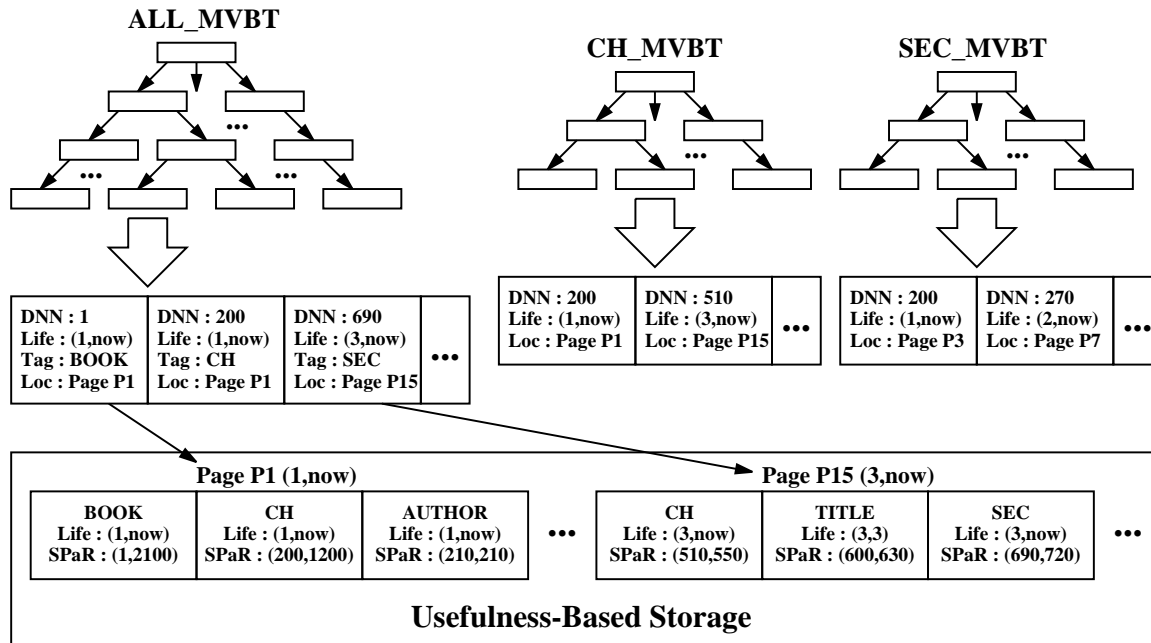 ALL_MVBT
CH_MVBT
SEC_MVBT
DNN : 1
Life : (1,now)
Tag : BOOK
Loc : Page P1
DNN : 200
Life : (1,now)
Tag : CH
Loc : Page P1
DNN : 690
Life : (3,now)
Tag : SEC
Loc : Page P15
DNN : 200
Life : (1,now)
Loc : Page P1
DNN : 510
Life : (3,now)
Loc : Page P15
DNN : 200
Life : (1,now)
Loc : Page P3
DNN : 270
Life : (2,now)
Loc : Page P7
Page P1 (1,now)
BOOK
Life : (1,now)
SPaR : (1,2100)
CH
Life : (1,now)
SPaR : (200,1200)
AUTHOR
Life : (1,now)
SPaR : (210,210)
Page P15 (3,now)
CH
Life : (3,now)
SPaR : (510,550)
TITLE
Life : (3,3)
SPaR : (600,630)
SEC
Life : (3,now)
SPaR : (690,720)
Usefulness-Based Storage